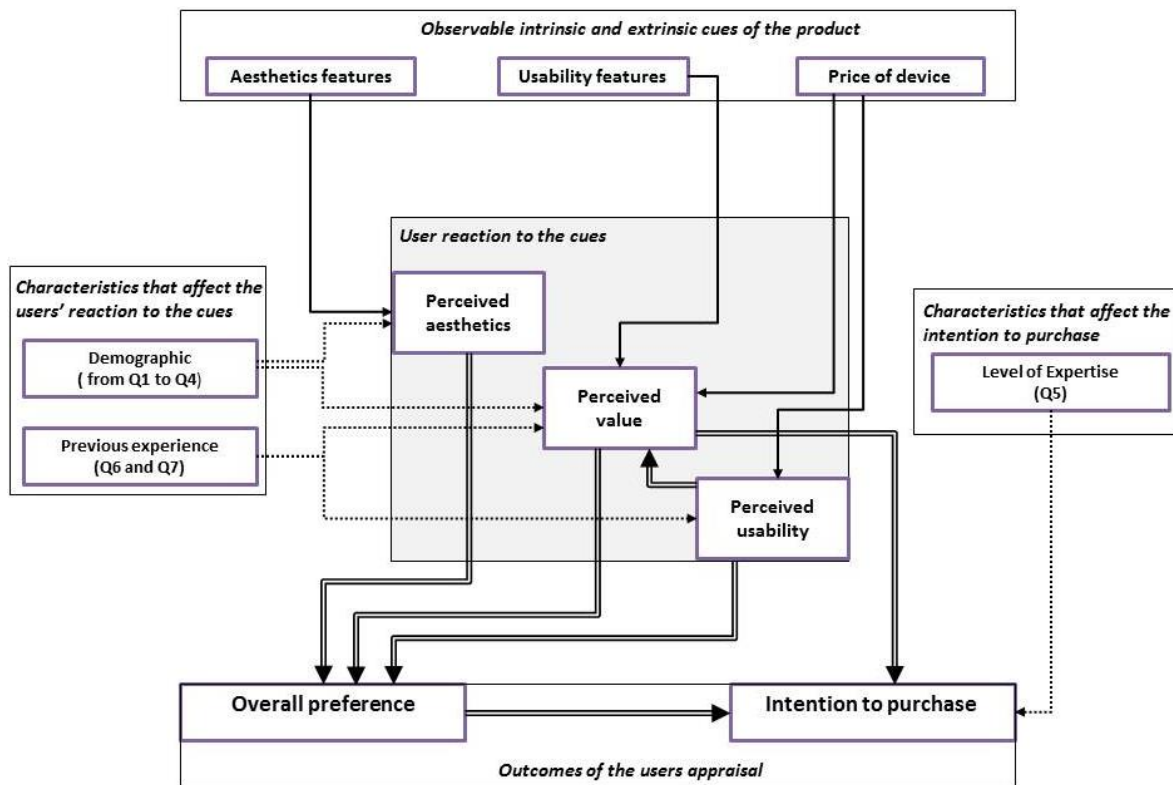 Observable intrinsic and extrinsic cues of the product
Aesthetics features
Usability features
Price of device
User reaction to the cues
Characteristics that affect the
users’ reaction to the cues
Demographic
( from Q1 to Q4)
Previous experience
(Q6 and Q7)
Perceived
aesthetics
Perceived
value
Perceived
usability
Characteristics that affect the
intention to purchase
Level of Expertise
(Q5)
Overall preference
Intention to purchase
Outcomes of the users appraisal